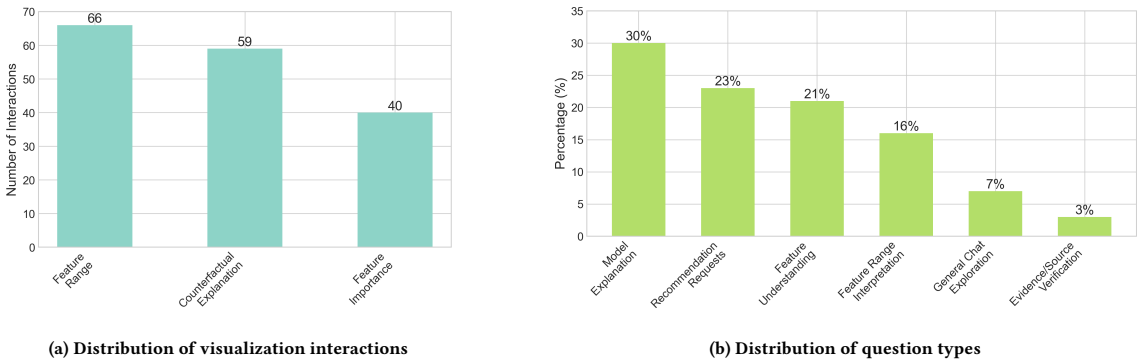 70
60
50
40
30
20
10
0
Number of Interactions
66
59
40
Feature
Range
Counterfactual
Explanation
Feature
Importance
(a) Distribution of visualization interactions
35
30
25
20
15
10
5
0
Percentage (%)
30%
23%
21%
16%
7%
3%
Model
Explanation
Recommendation
Requests
Feature
Understanding
Feature Range
Interpretation
General Chat
Exploration
Evidence/Source
Verification
(b) Distribution of question types